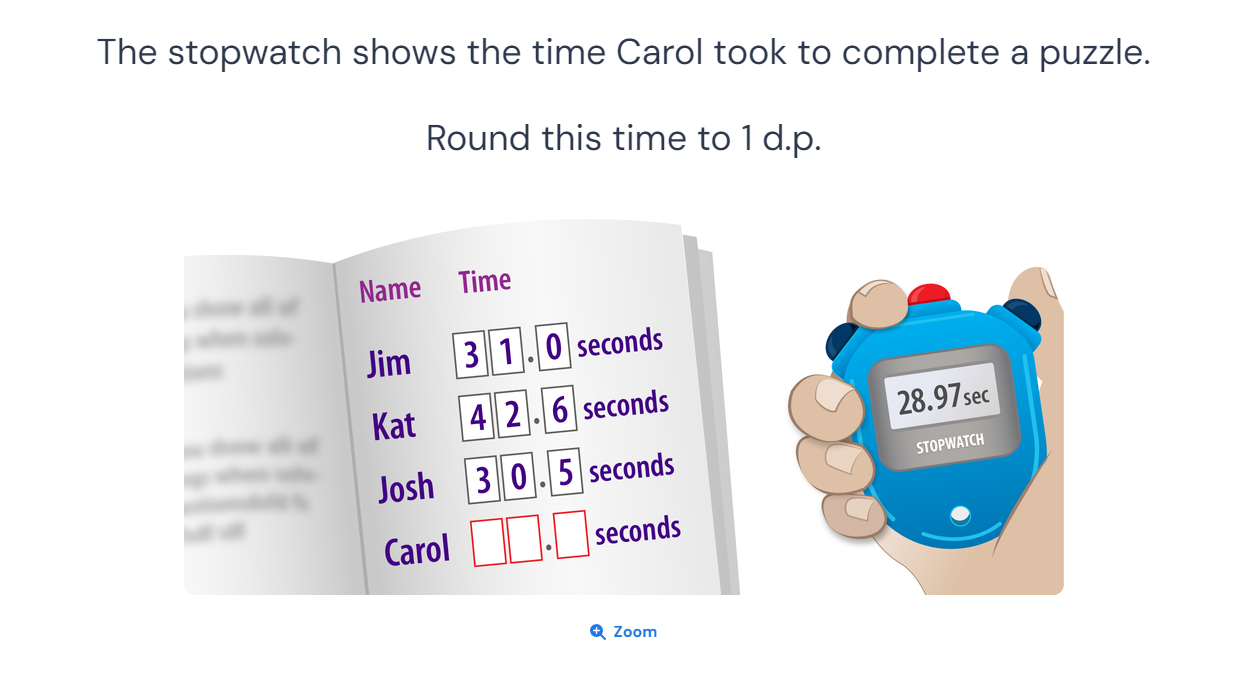 The stopwatch shows the time Carol took to complete a puzzle.
Round this time to 1 d.p.
Name Time
Jim 31.0 seconds
Kat 42.6 seconds
Josh 30.5 seconds
Carol . seconds
28.97 sec
STOPWATCH
Zoom